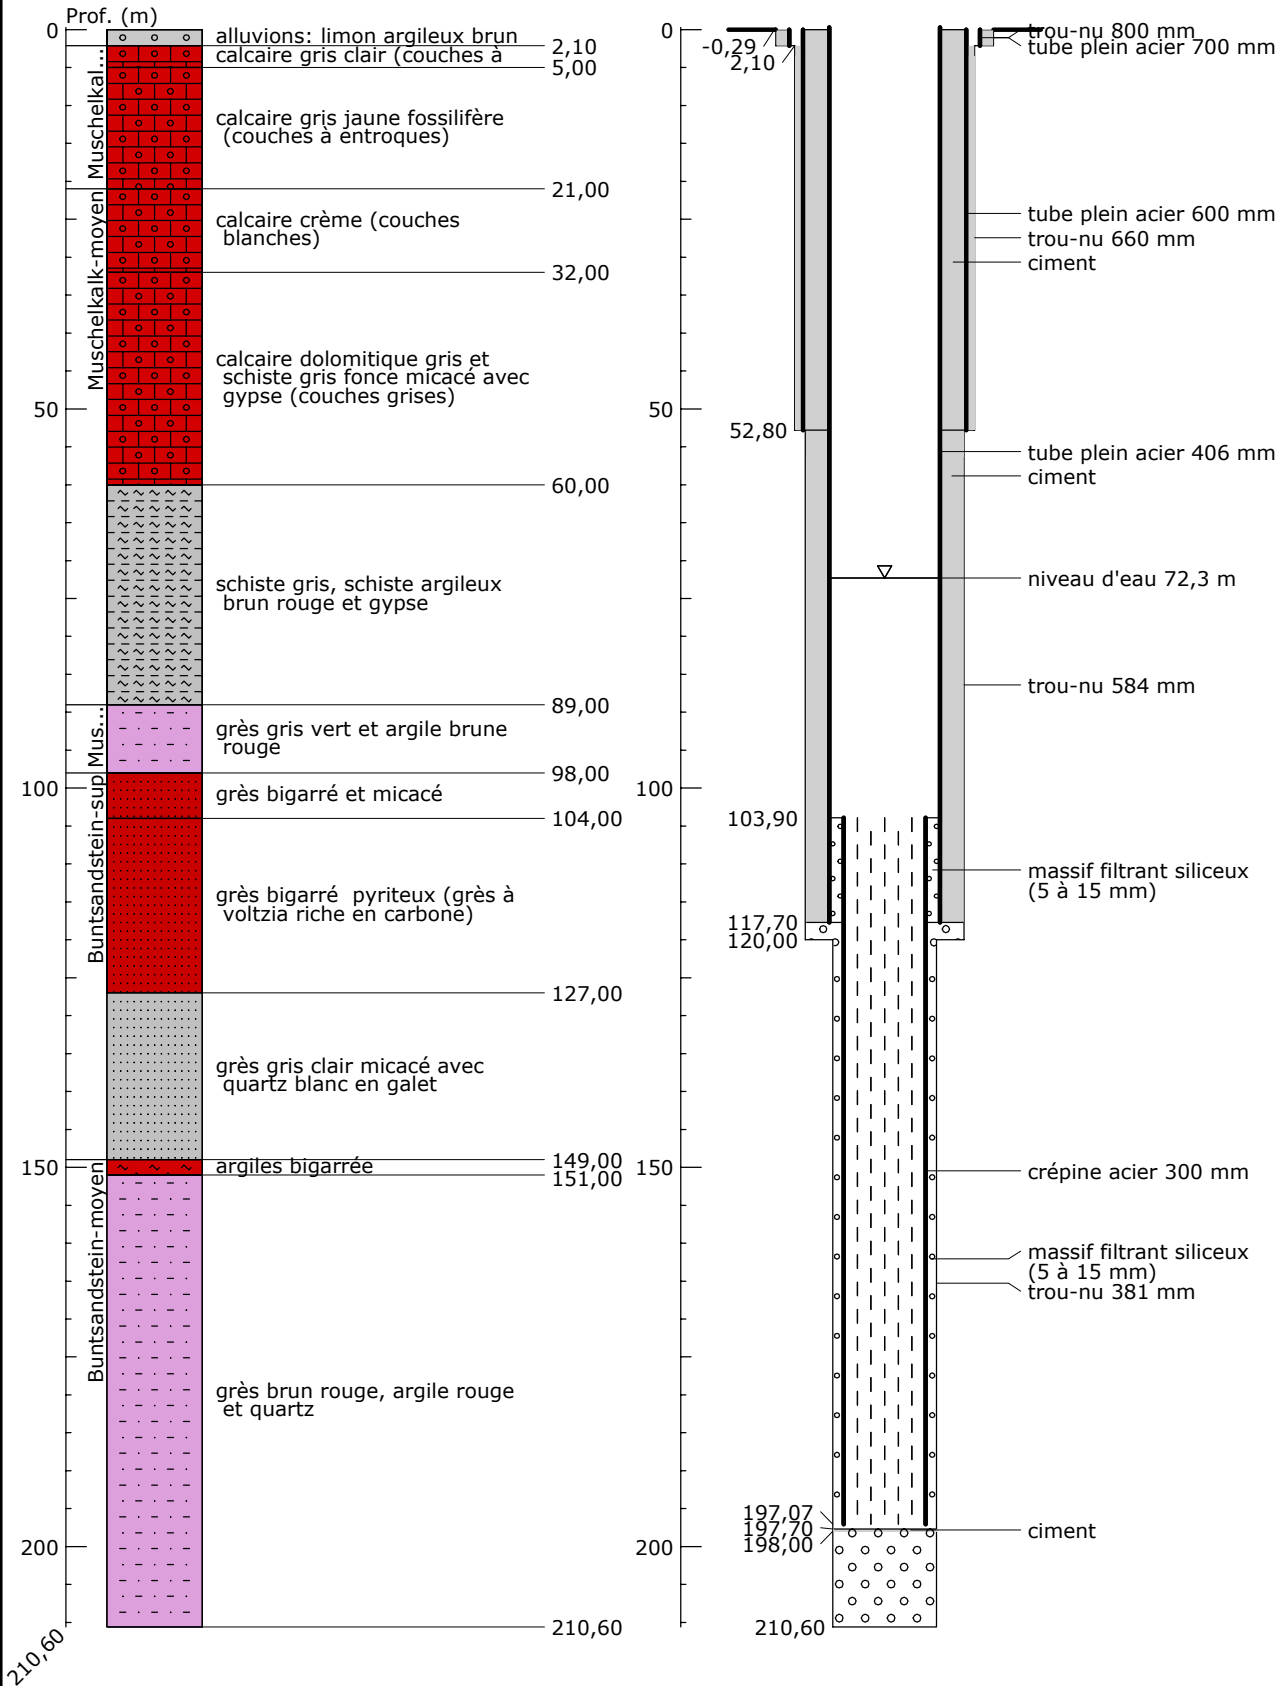 Prof. (m)
0
50
100
150
200
210,60
Muschelkal...
Muschelkalk-moyen
Mus...
Buntsandstein-sup
Buntsandstein-moyen
alluvions: limon argileux brun
2,10
calcaire gris clair (couches à
5,00
calcaire gris jaune fossilifère
(couches à entroques)
21,00
calcaire crème (couches
blanches)
32,00
calcaire dolomitique gris et
schiste gris fonce micacé avec
gypse (couches grises)
60,00
schiste gris, schiste argileux
brun rouge et gypse
89,00
grès gris vert et argile brune
rouge
98,00
grès bigarré et micacé
104,00
grès bigarré  pyriteux (grès à
voltzia riche en carbone)
127,00
grès gris clair micacé avec
quartz blanc en galet
149,00
argiles bigarrée
151,00
grès brun rouge, argile rouge
et quartz
210,60
0
50
100
150
200
-0,29
2,10
52,80
103,90
117,70
120,00
197,07
197,70
198,00
210,60
trou-nu 800 mm
tube plein acier 700 mm
tube plein acier 600 mm
trou-nu 660 mm
ciment
tube plein acier 406 mm
ciment
niveau d'eau 72,3 m
trou-nu 584 mm
massif filtrant siliceux
(5 à 15 mm)
crépine acier 300 mm
massif filtrant siliceux
(5 à 15 mm)
trou-nu 381 mm
ciment